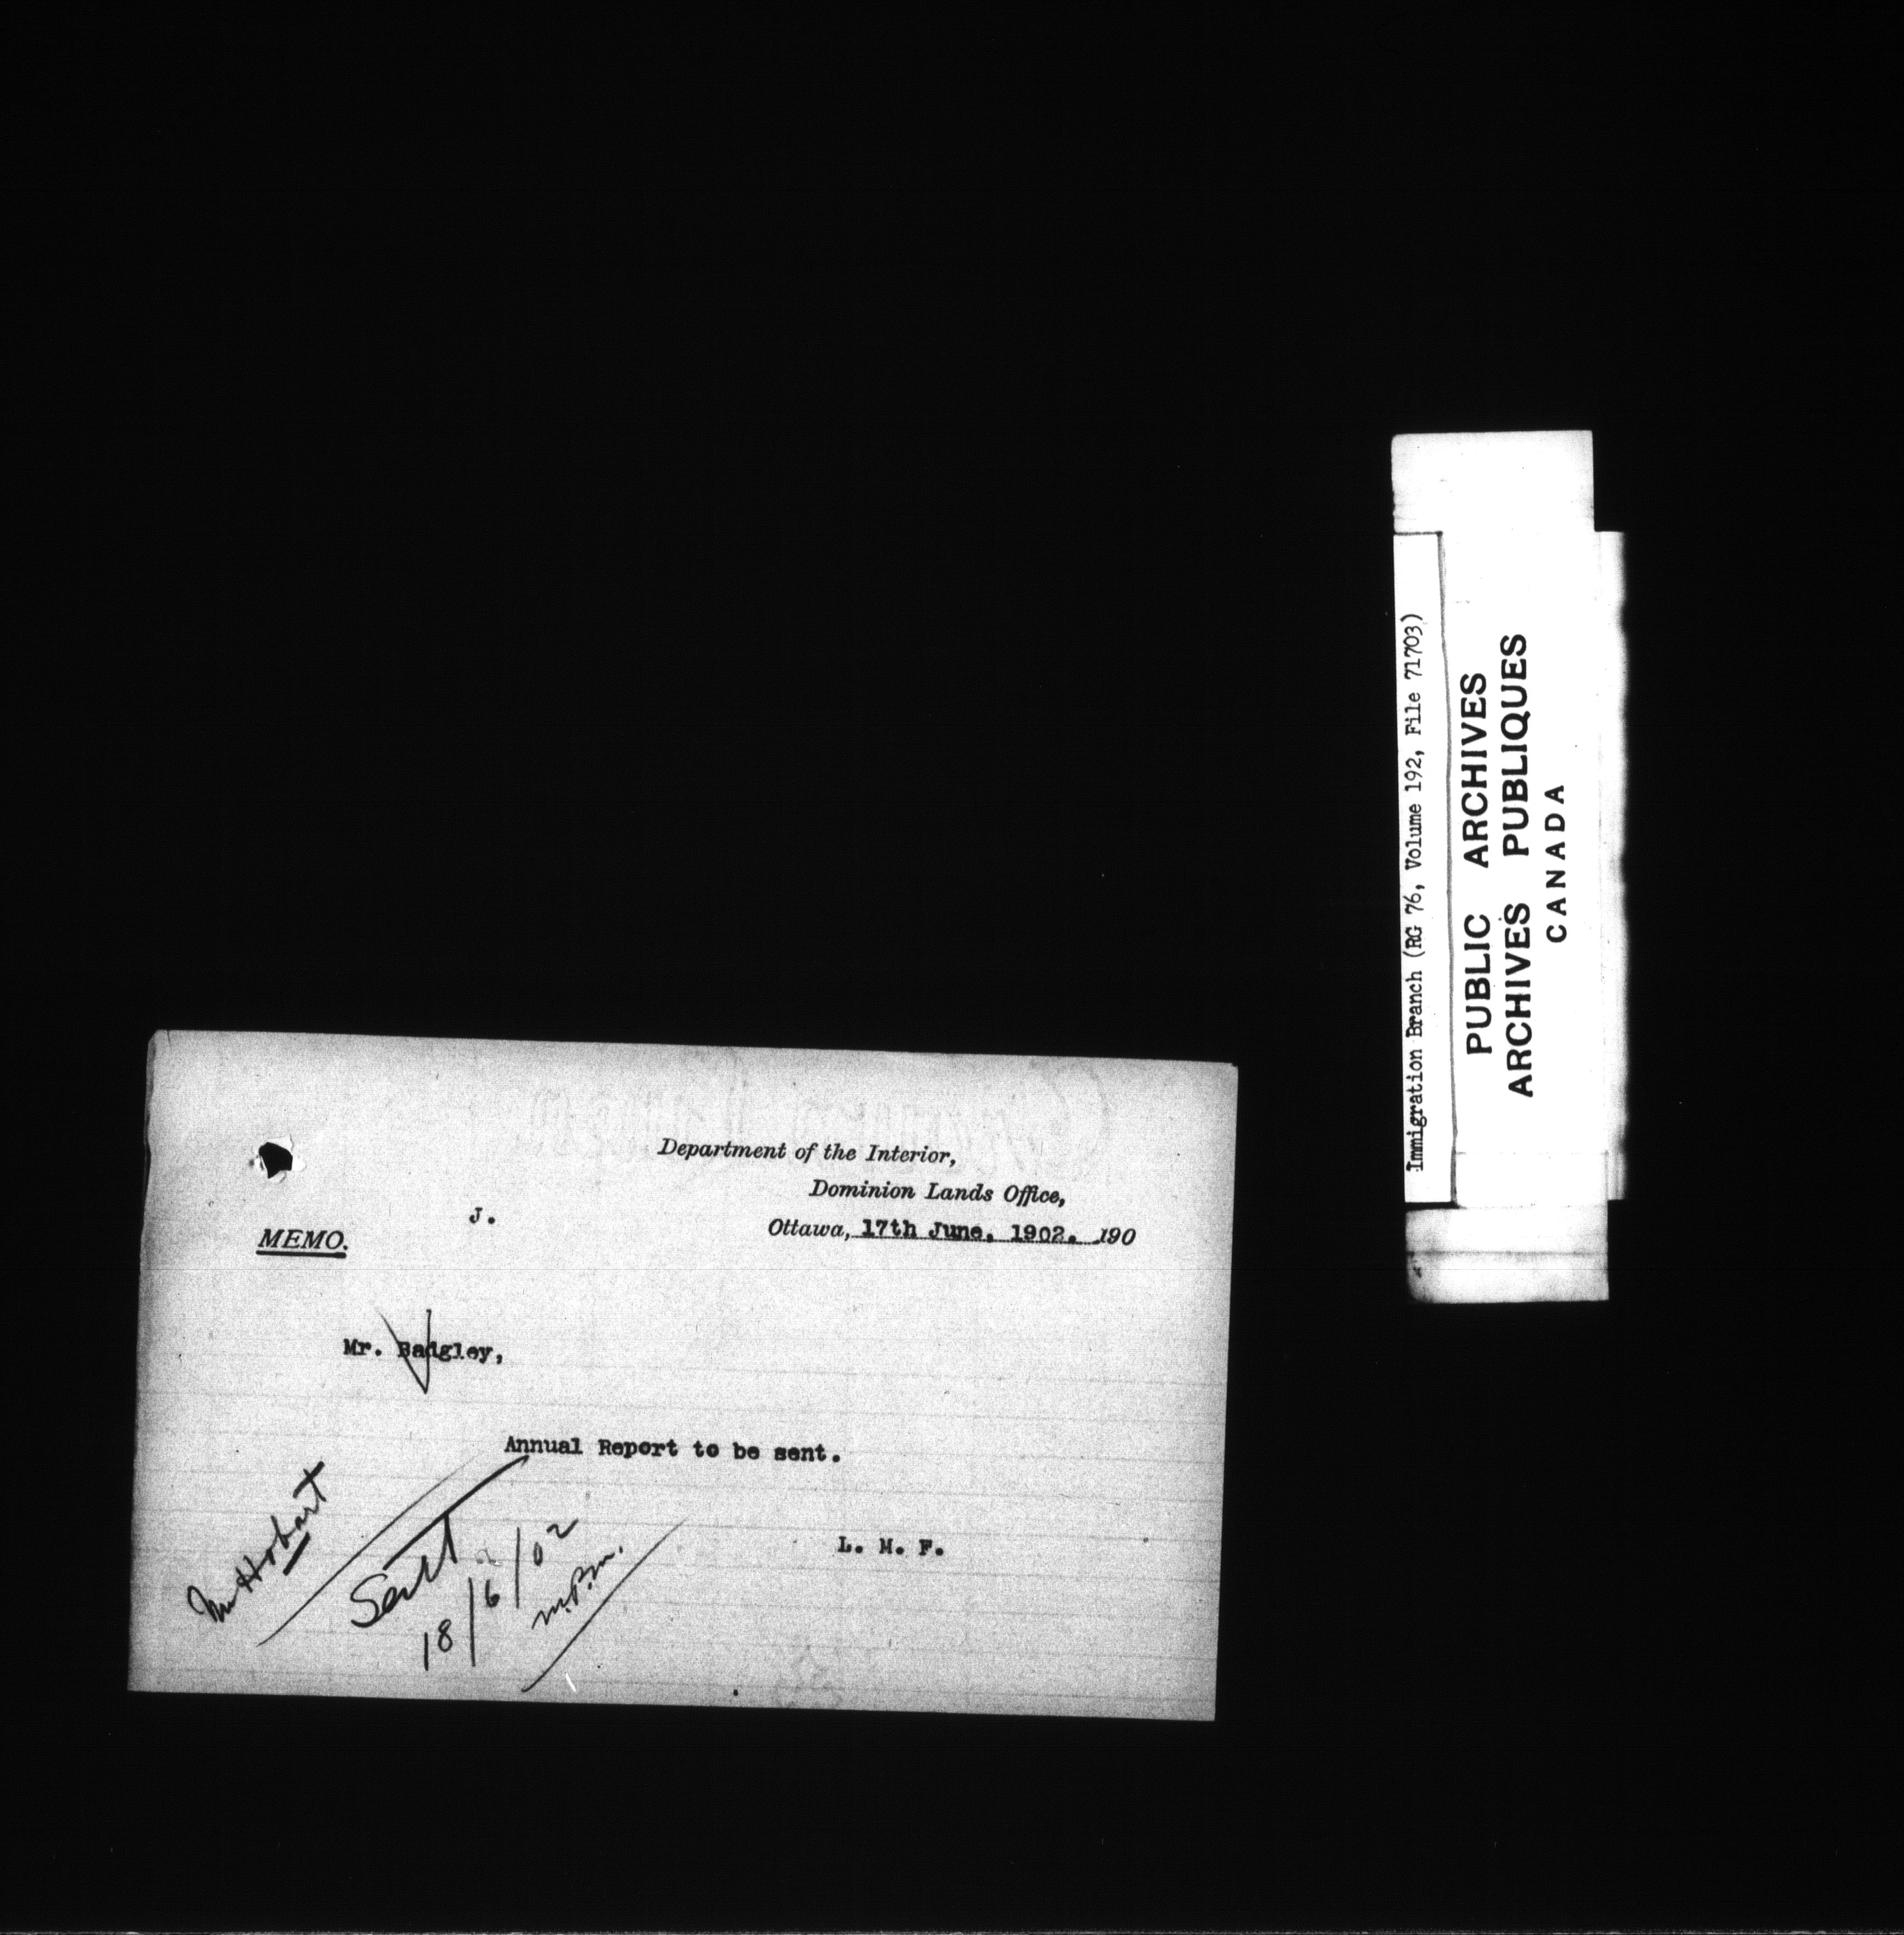 Department of the Interior,
Dominion Lands Office,
J.
Ottawa, 17th June, 1902. 190
MEMO.
Mr. Badgley,
Annual Report to be sent.
L. M. F.
Mr Hobart
Sent
18/6/02
Immigration Branch (RG 76, Volume 192, File 71703)
PUBLIC ARCHIVES
ARCHIVES PUBLIQUES
CANADA